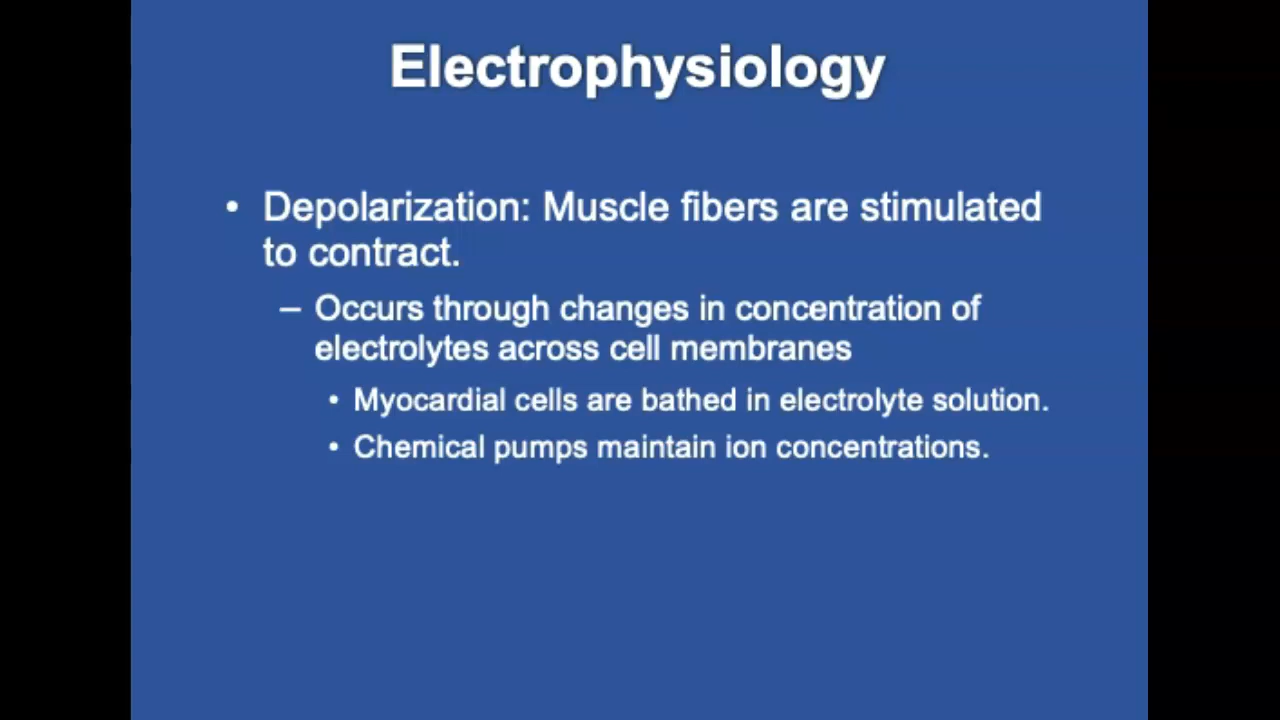 Electrophysiology
• Depolarization: Muscle fibers are stimulated
to contract.
– Occurs through changes in concentration of
electrolytes across cell membranes
• Myocardial cells are bathed in electrolyte solution.
• Chemical pumps maintain ion concentrations.